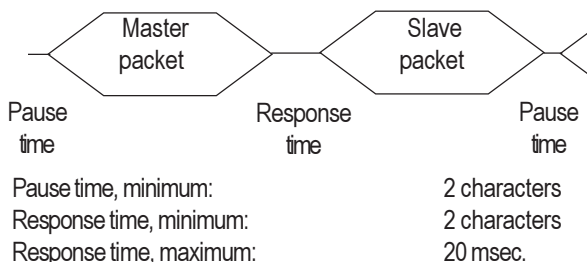 Master Slave
packet packet
Pause Response Pause
time time time
Pause time, minimum: 2 characters
Response time, minimum: 2 characters
Response time, maximum: 20 msec.